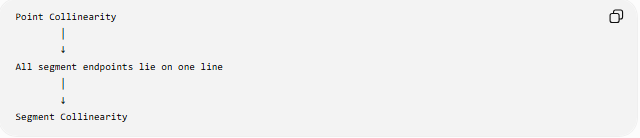 Point Collinearity
│
↓
All segment endpoints lie on one line
│
↓
Segment Collinearity